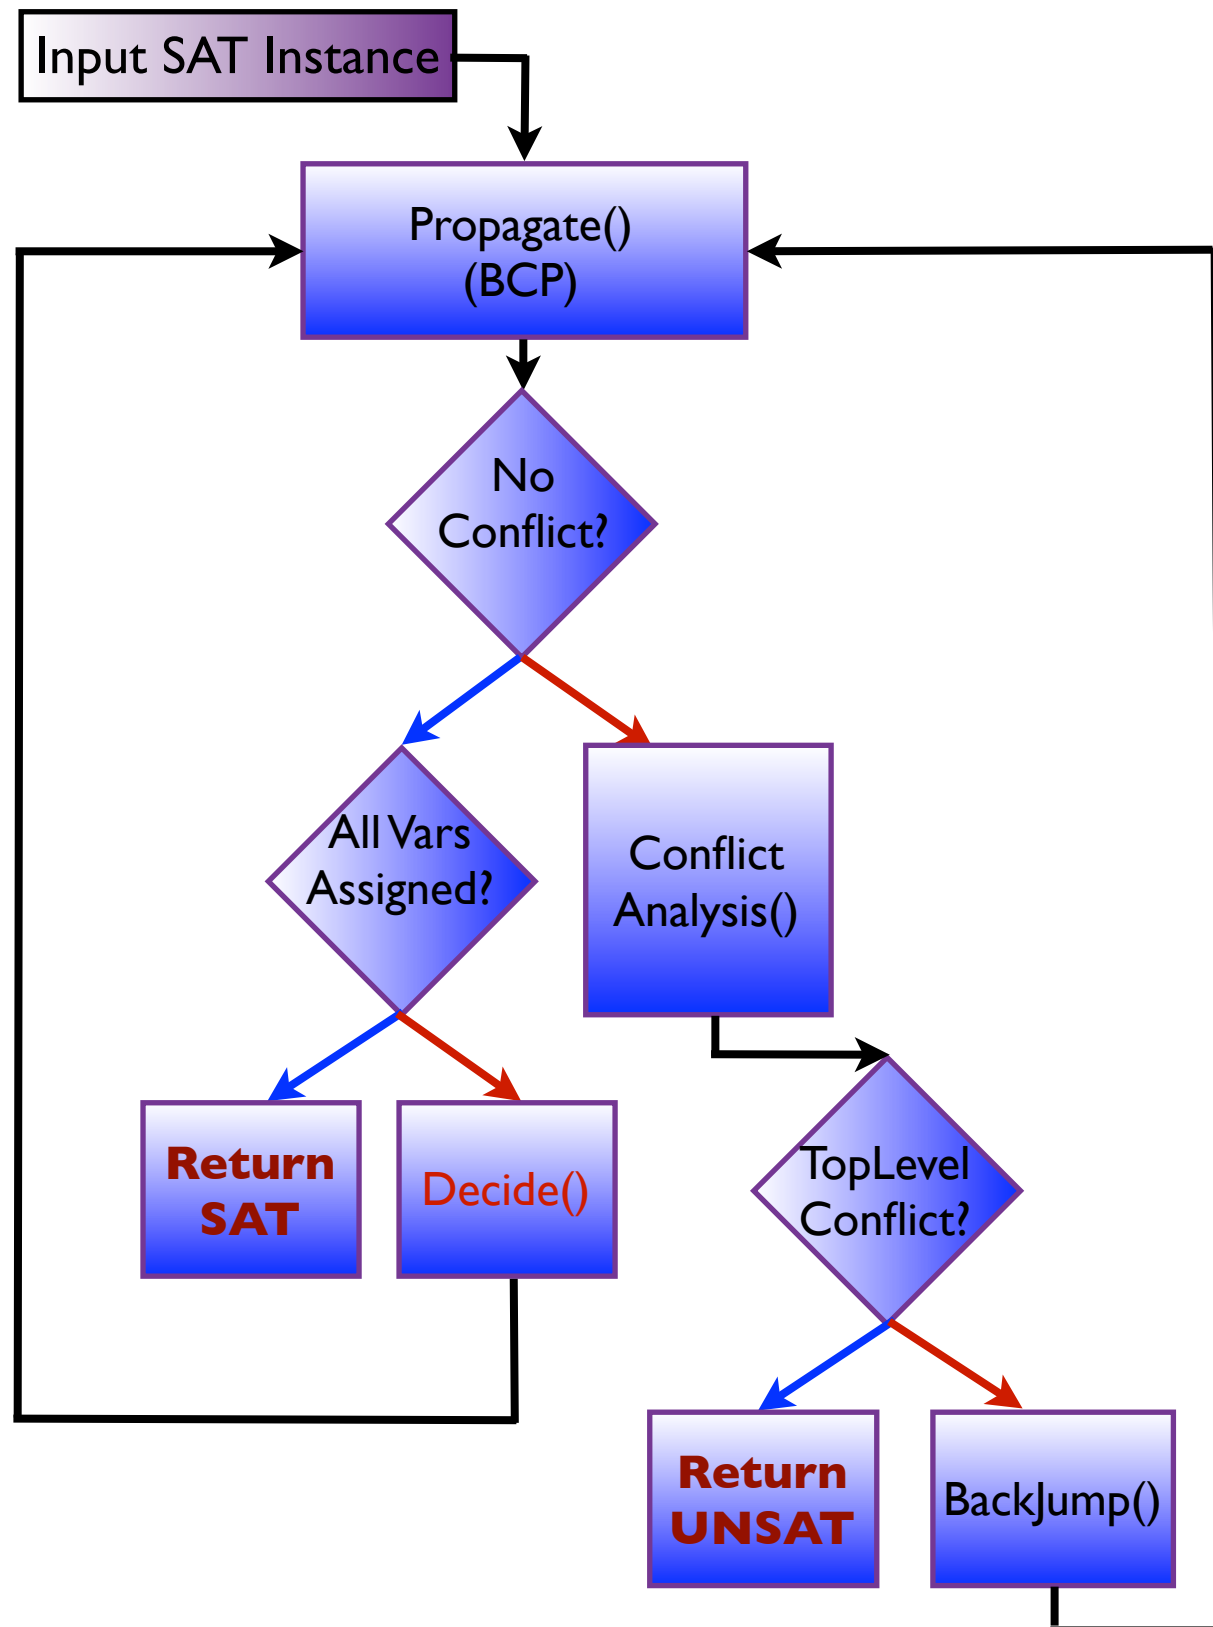 Input SAT Instance
Propagate()
(BCP)
No
Conflict?
All Vars
Assigned?
Conflict
Analysis()
Return
SAT
Decide()
TopLevel
Conflict?
Return
UNSAT
BackJump()